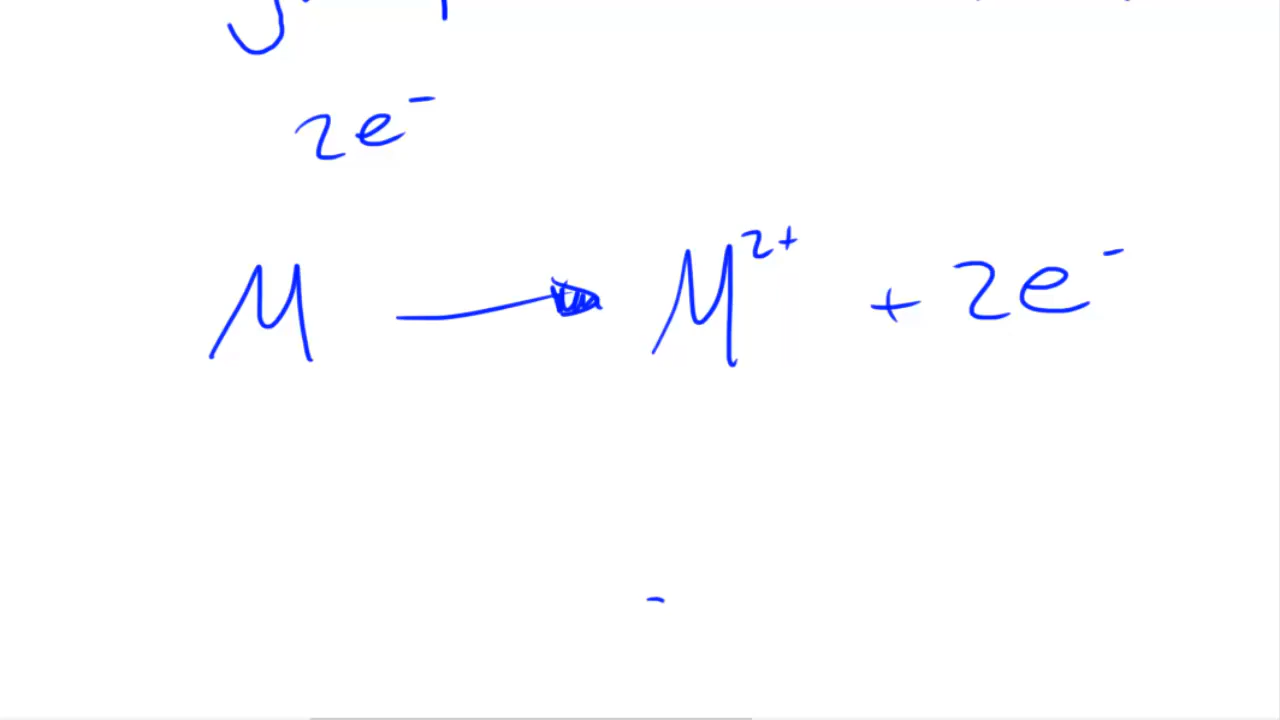 2e⁻
M → M²⁺ + 2e⁻